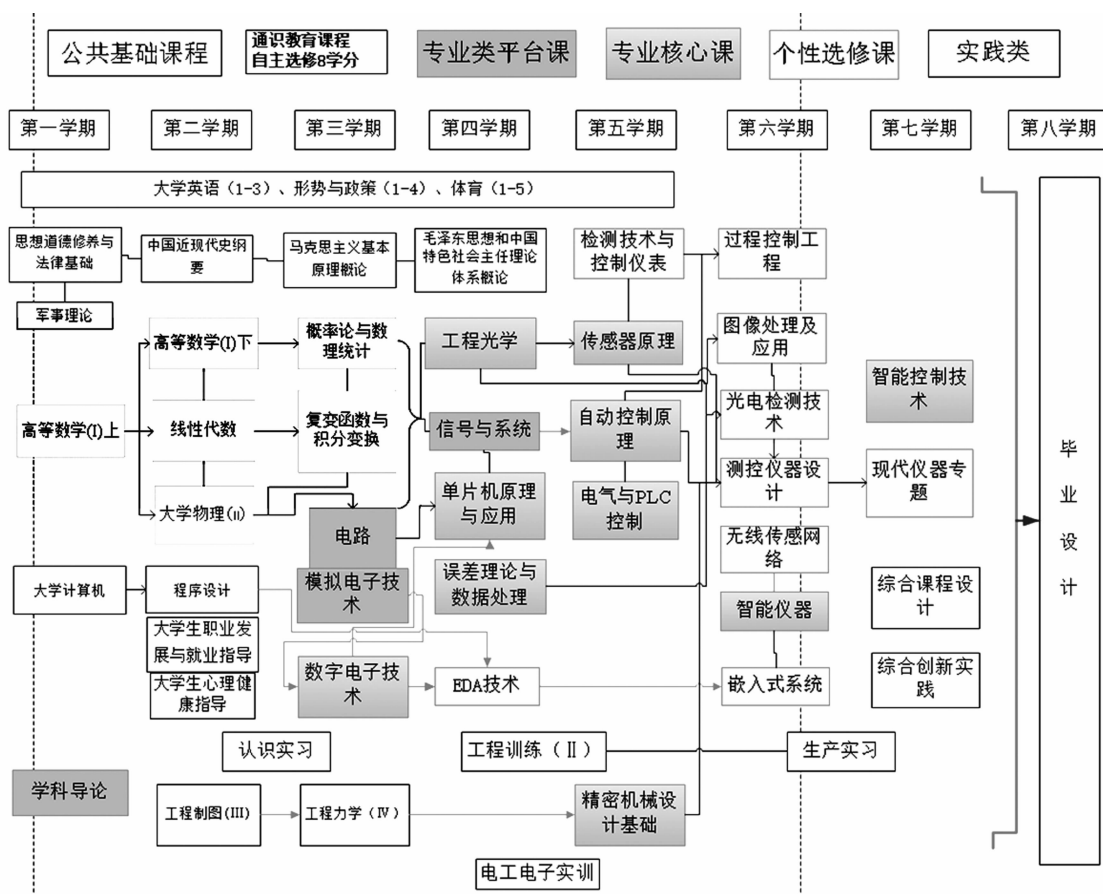 公共基础课程
通识教育课程
自主选修8学分
专业类平台课
专业核心课
个性选修课
实践类
第一学期
第二学期
第三学期
第四学期
第五学期
第六学期
第七学期
第八学期
大学英语（1-3）、形势与政策（1-4）、体育（1-5）
思想道德修养与
法律基础
中国近现代史纲
要
马克思主义基本
原理概论
毛泽东思想和中国
特色社会主任理论
体系概论
检测技术与
控制仪表
过程控制工
程
军事理论
高等数学(I)下
概率论与数
理统计
工程光学
传感器原理
图像处理及
应用
智能控制技
术
高等数学(I)上
线性代数
复变函数与
积分变换
信号与系统
自动控制原
理
光电检测技
术
大学物理(II)
电路
单片机原理
与应用
电气与PLC
控制
测控仪器设
计
现代仪器专
题
毕业设计
无线传感网
络
大学计算机
程序设计
模拟电子技
术
误差理论与
数据处理
智能仪器
综合课程设
计
大学生职业发
展与就业指导
大学生心理健
康指导
数字电子技
术
EDA技术
嵌入式系统
综合创新实
践
认识实习
工程训练（Ⅱ）
生产实习
学科导论
工程制图(III)
工程力学（Ⅳ）
精密机械设
计基础
电工电子实训